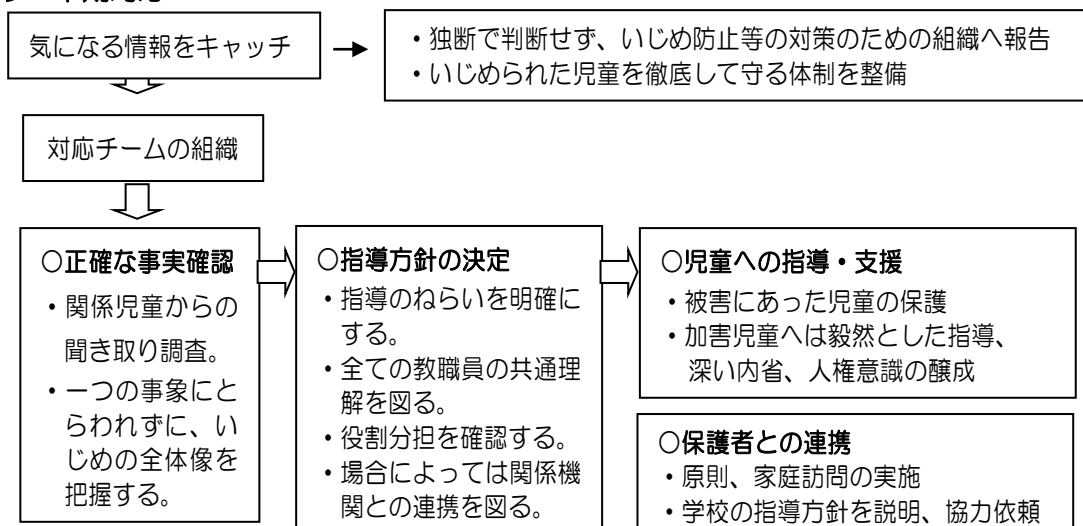 気になる情報をキャッチ
・独断で判断せず、いじめ防止等の対策のための組織へ報告
・いじめられた児童を徹底して守る体制を整備
対応チームの組織
○正確な事実確認
・関係児童からの
聞き取り調査。
・一つの事象にと
らわれずに、い
じめの全体像を
把握する。
○指導方針の決定
・指導のねらいを明確に
する。
・全ての教職員の共通理
解を図る。
・役割分担を確認する。
・場合によっては関係機
関との連携を図る。
○児童への指導・支援
・被害にあった児童の保護
・加害児童へは毅然とした指導、
深い内省、人権意識の醸成
○保護者との連携
・原則、家庭訪問の実施
・学校の指導方針を説明、協力依頼